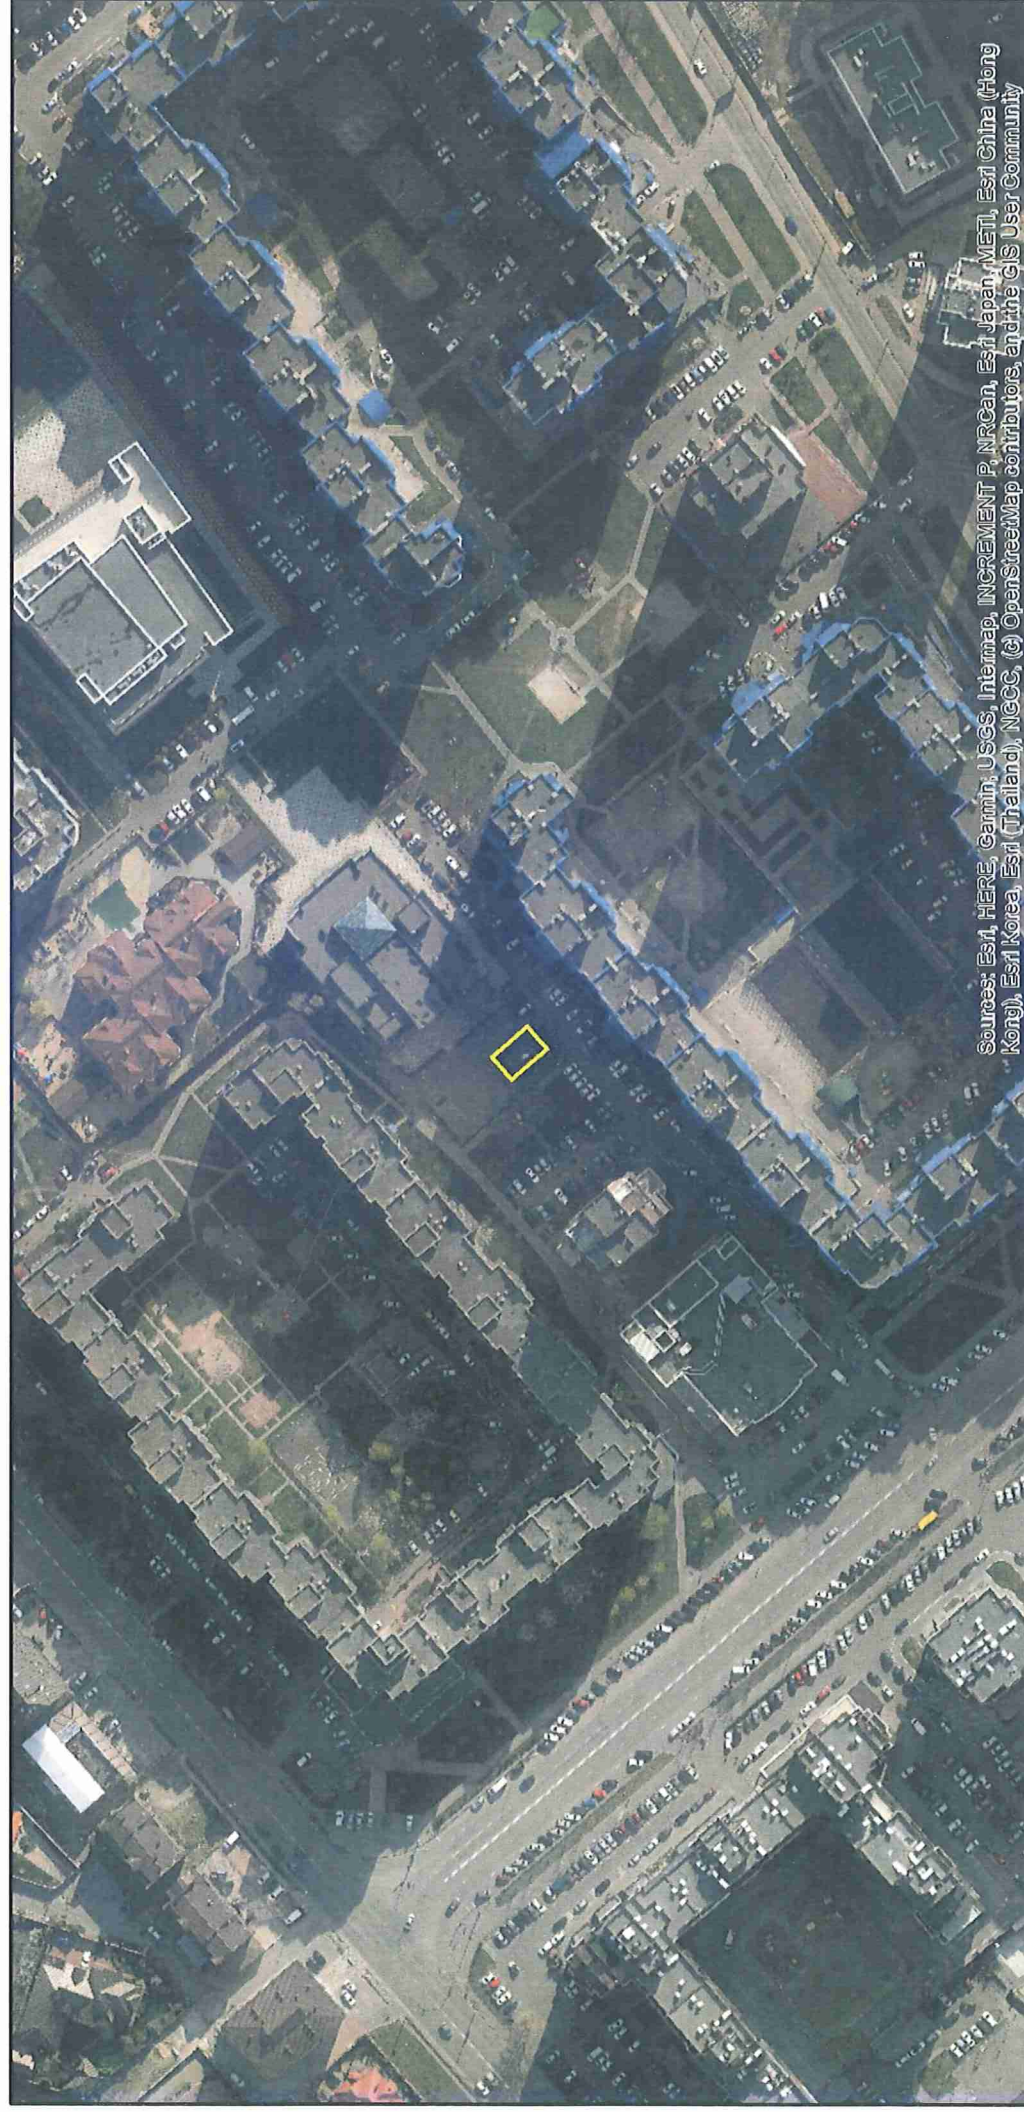 Sources: Esri, HERE, Garmin, USGS, Intermap, INCREMENT P, NRCan, Esri Japan, METI, Esri China (Hong
Kong), Esri Korea, Esri (Thailand), NGCC, (c) OpenStreetMap contributors, and the GIS User Community